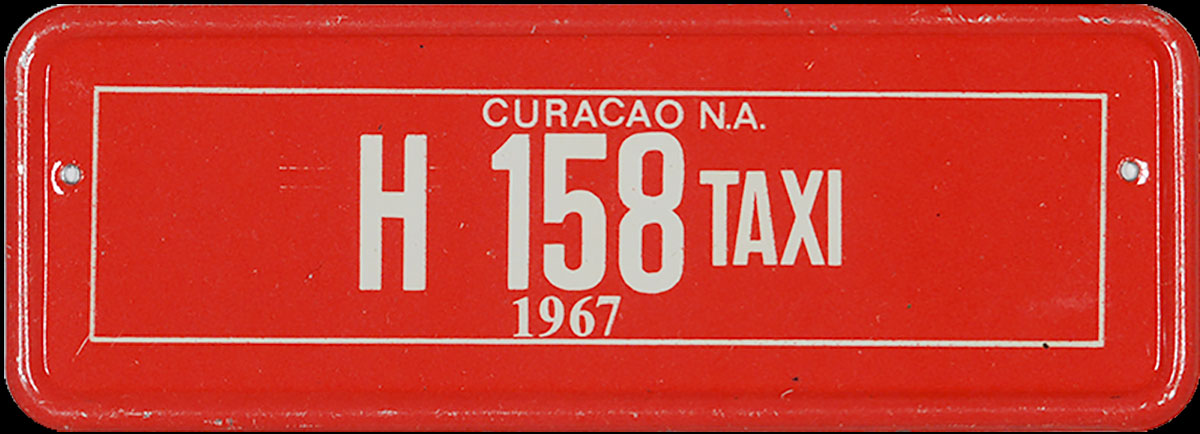 CURACAO N.A.
H 158 TAXI
1967